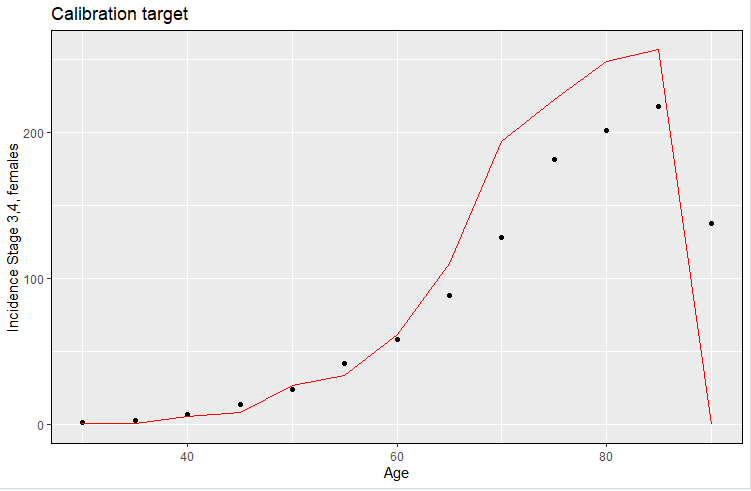 Calibration target
Incidence Stage 3,4, females
200
100
0
40 60 80
Age